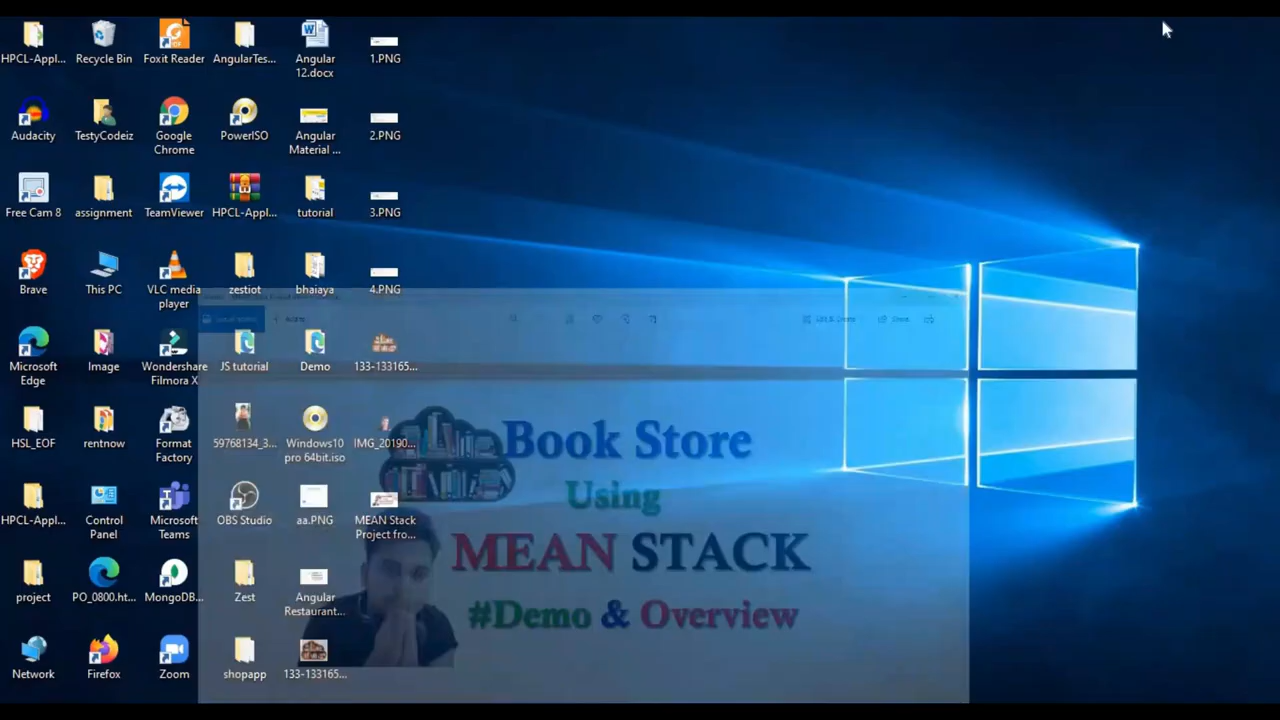 HPCL-Appl...
Recycle Bin
Foxit Reader
AngularTes...
Angular
12.docx
1.PNG
Audacity
TestyCodeiz
Google
Chrome
PowerISO
Angular
Material ...
2.PNG
Free Cam 8
assignment
TeamViewer
HPCL-Appl...
tutorial
3.PNG
Brave
This PC
VLC media
player
zestiot
bhaiaya
4.PNG
Edit & Create
Share
Microsoft
Edge
Image
Wondershare
Filmora X
JS tutorial
Demo
133-133165...
HSL_EOF
rentnow
Format
Factory
59768134_3...
Windows10
pro 64bit.iso
IMG_20190...
Book Store
Using
MEAN STACK
#Demo & Overview
HPCL-Appl...
Control
Panel
Microsoft
Teams
OBS Studio
aa.PNG
MEAN Stack
Project fro...
project
PO_0800.ht...
MongoDB...
Zest
Angular
Restaurant...
Network
Firefox
Zoom
shopapp
133-133165...